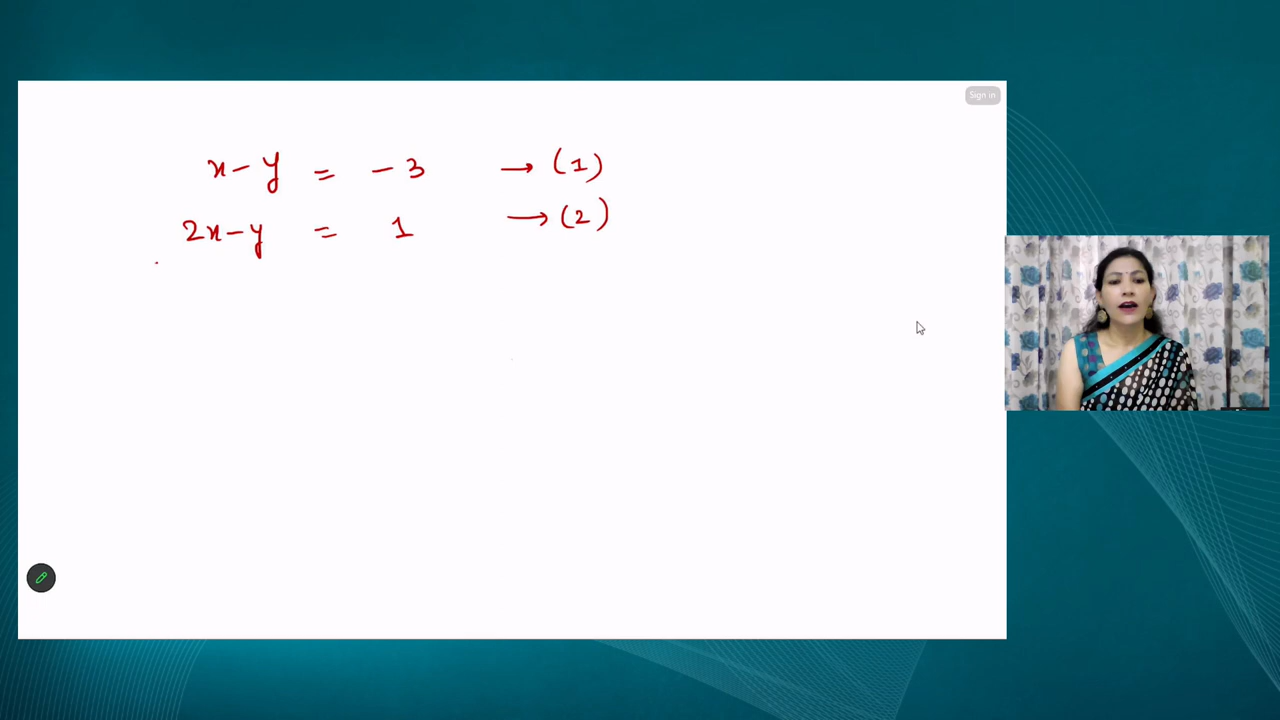 Sign in
x - y = - 3 → (1)
2x - y = 1 → (2)